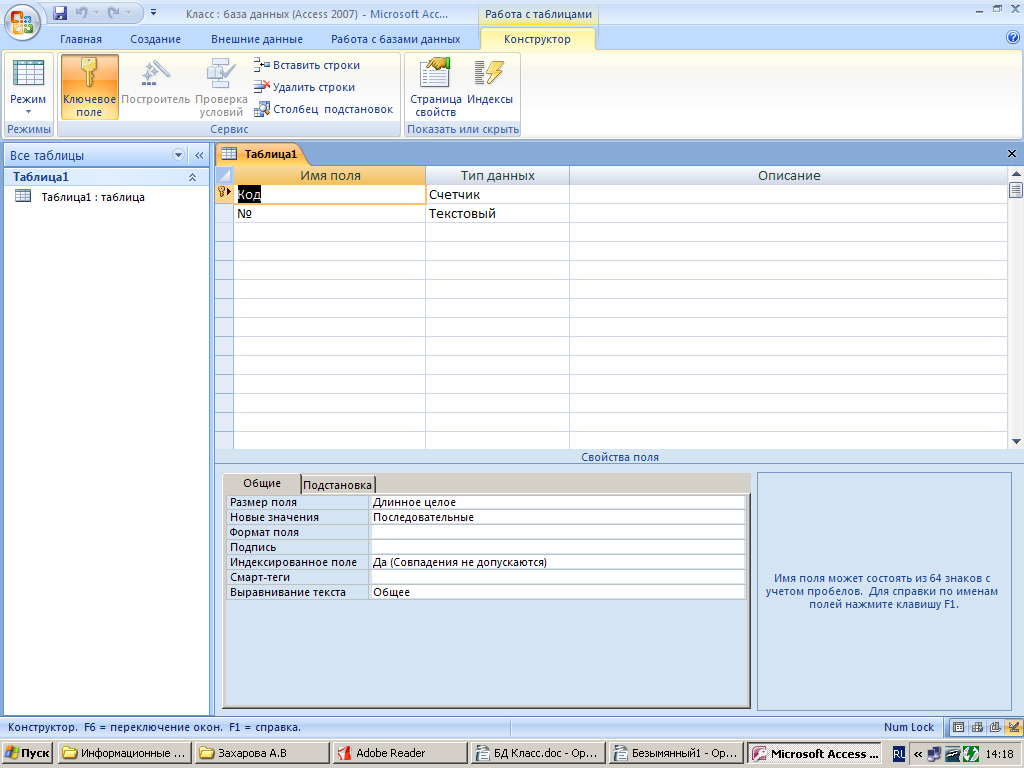 Класс : база данных (Access 2007) - Microsoft Acc...
Работа с таблицами
Главная Создание Внешние данные Работа с базами данных Конструктор
Режим
Ключевое поле
Построитель
Проверка условий
Вставить строки
Удалить строки
Столбец подстановок
Страница свойств
Индексы
Режимы Сервис Показать или скрыть
Все таблицы
Таблица1
Таблица1 : таблица
Таблица1
Имя поля Тип данных Описание
Код Счетчик
№ Текстовый
Свойства поля
Общие Подстановка
Размер поля Длинное целое
Новые значения Последовательные
Формат поля
Подпись
Индексированное поле Да (Совпадения не допускаются)
Смарт-теги
Выравнивание текста Общее
Имя поля может состоять из 64 знаков с
учетом пробелов. Для справки по именам
полей нажмите клавишу F1.
Конструктор. F6 = переключение окон. F1 = справка. Num Lock
Пуск Информационные ... Захарова А.В Adobe Reader БД Класс.doc - Op... Безымянный1 - Op... Microsoft Access ... RL « 14:18